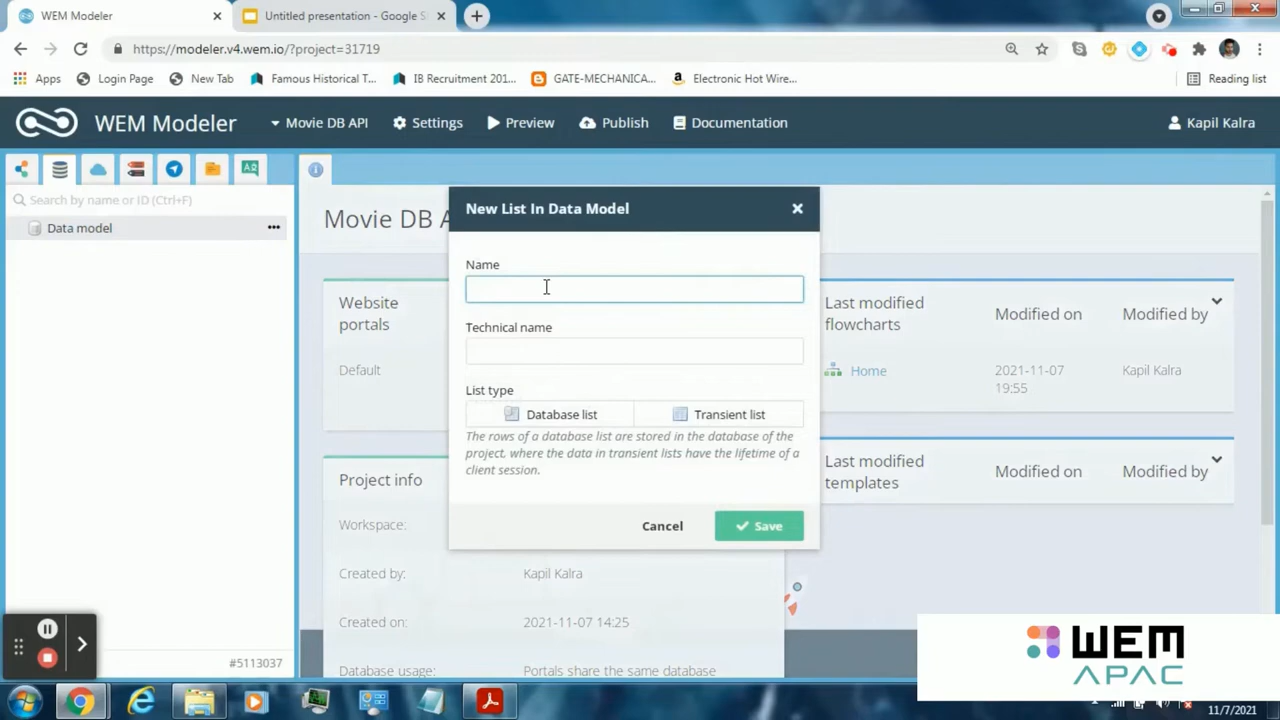 WEM Modeler
Untitled presentation - Google S
https://modeler.v4.wem.io/?project=31719
Apps
Login Page
New Tab
Famous Historical T...
IB Recruitment 201...
GATE-MECHANICA...
Electronic Hot Wire...
Reading list
WEM Modeler
Movie DB API
Settings
Preview
Publish
Documentation
Kapil Kalra
Search by name or ID (Ctrl+F)
Data model
Movie DB A
New List In Data Model
Name
Technical name
List type
Database list
Transient list
The rows of a database list are stored in the database of the
project, where the data in transient lists have the lifetime of a
client session.
Cancel
Save
Website
portals
Default
Last modified
flowcharts
Modified on
Modified by
Home
2021-11-07
19:55
Kapil Kalra
Last modified
templates
Modified on
Modified by
Project info
Workspace:
Created by:
Kapil Kalra
Created on:
2021-11-07 14:25
Database usage:
Portals share the same database
#5113037
WEM
APAC
11/7/2021